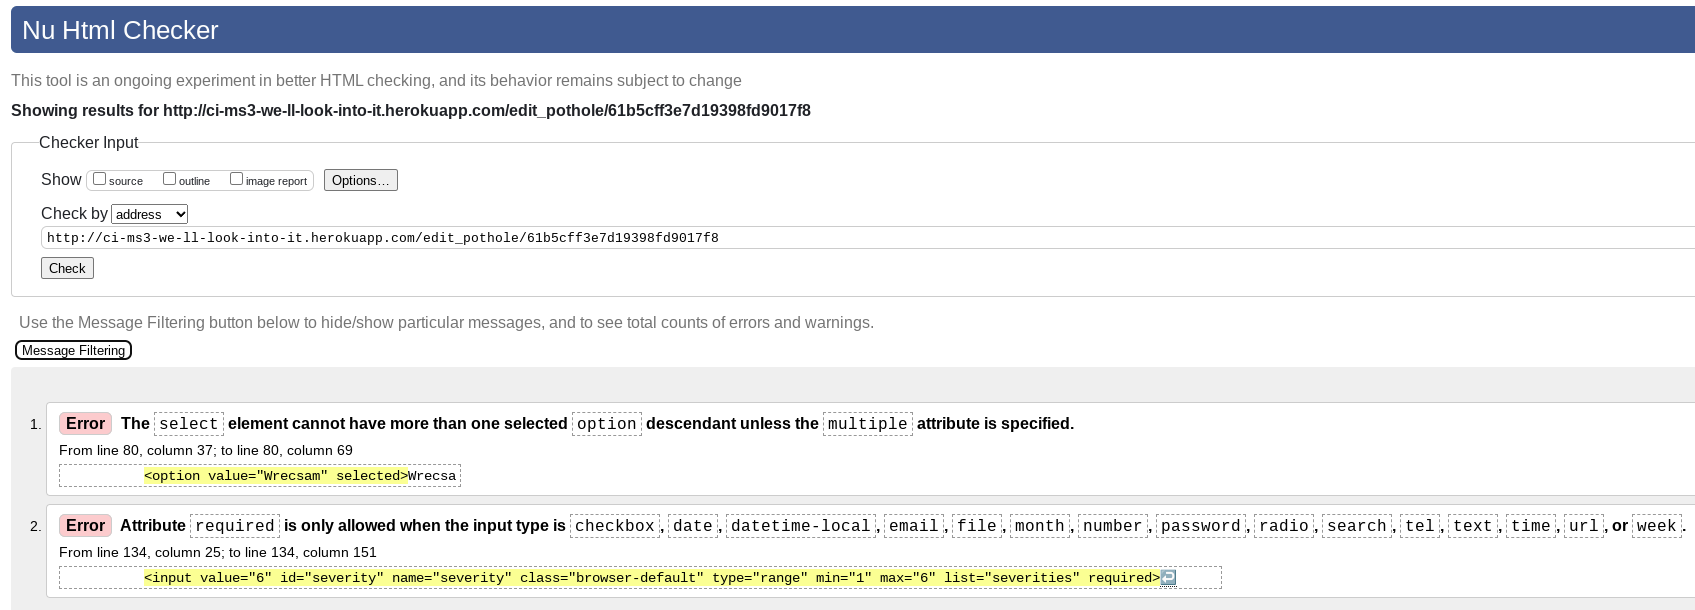 Nu Html Checker
This tool is an ongoing experiment in better HTML checking, and its behavior remains subject to change
Showing results for http://ci-ms3-we-ll-look-into-it.herokuapp.com/edit_pothole/61b5cff3e7d19398fd9017f8
Checker Input
Show source outline image report Options...
Check by address
http://ci-ms3-we-ll-look-into-it.herokuapp.com/edit_pothole/61b5cff3e7d19398fd9017f8
Check
Use the Message Filtering button below to hide/show particular messages, and to see total counts of errors and warnings.
Message Filtering
1. Error The select element cannot have more than one selected option descendant unless the multiple attribute is specified.
From line 80, column 37; to line 80, column 69
<option value="Wrecsam" selected>Wrecsa
2. Error Attribute required is only allowed when the input type is checkbox, date, datetime-local, email, file, month, number, password, radio, search, tel, text, time, url, or week.
From line 134, column 25; to line 134, column 151
<input value="6" id="severity" name="severity" class="browser-default" type="range" min="1" max="6" list="severities" required>↩